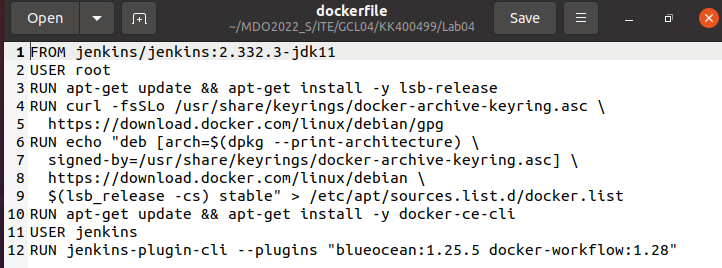 Open
dockerfile
~/MDO2022_S/ITE/GCL04/KK400499/Lab04
Save
1 FROM jenkins/jenkins:2.332.3-jdk11
2 USER root
3 RUN apt-get update && apt-get install -y lsb-release
4 RUN curl -fsSLo /usr/share/keyrings/docker-archive-keyring.asc \
5   https://download.docker.com/linux/debian/gpg
6 RUN echo "deb [arch=$(dpkg --print-architecture) \
7   signed-by=/usr/share/keyrings/docker-archive-keyring.asc] \
8   https://download.docker.com/linux/debian \
9   $(lsb_release -cs) stable" > /etc/apt/sources.list.d/docker.list
10 RUN apt-get update && apt-get install -y docker-ce-cli
11 USER jenkins
12 RUN jenkins-plugin-cli --plugins "blueocean:1.25.5 docker-workflow:1.28"